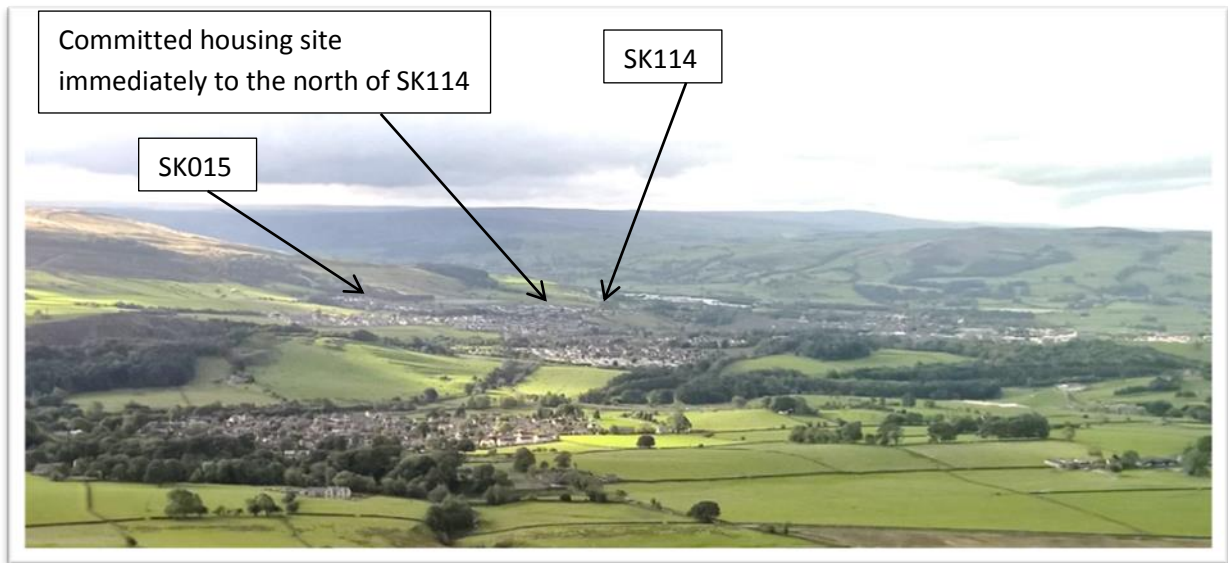 Committed housing site
immediately to the north of SK114
SK114
SK015